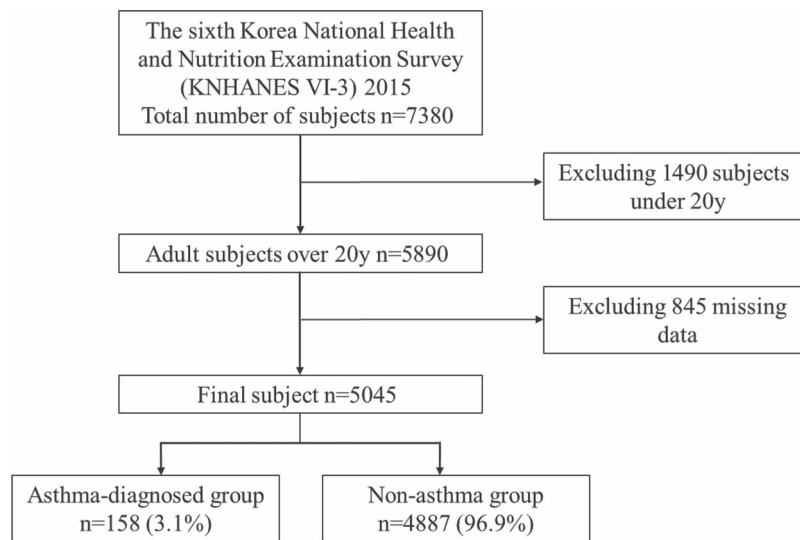 The sixth Korea National Health
and Nutrition Examination Survey
(KNHANES VI-3) 2015
Total number of subjects n=7380
Excluding 1490 subjects
under 20y
Adult subjects over 20y n=5890
Excluding 845 missing
data
Final subject n=5045
Asthma-diagnosed group
n=158 (3.1%)
Non-asthma group
n=4887 (96.9%)